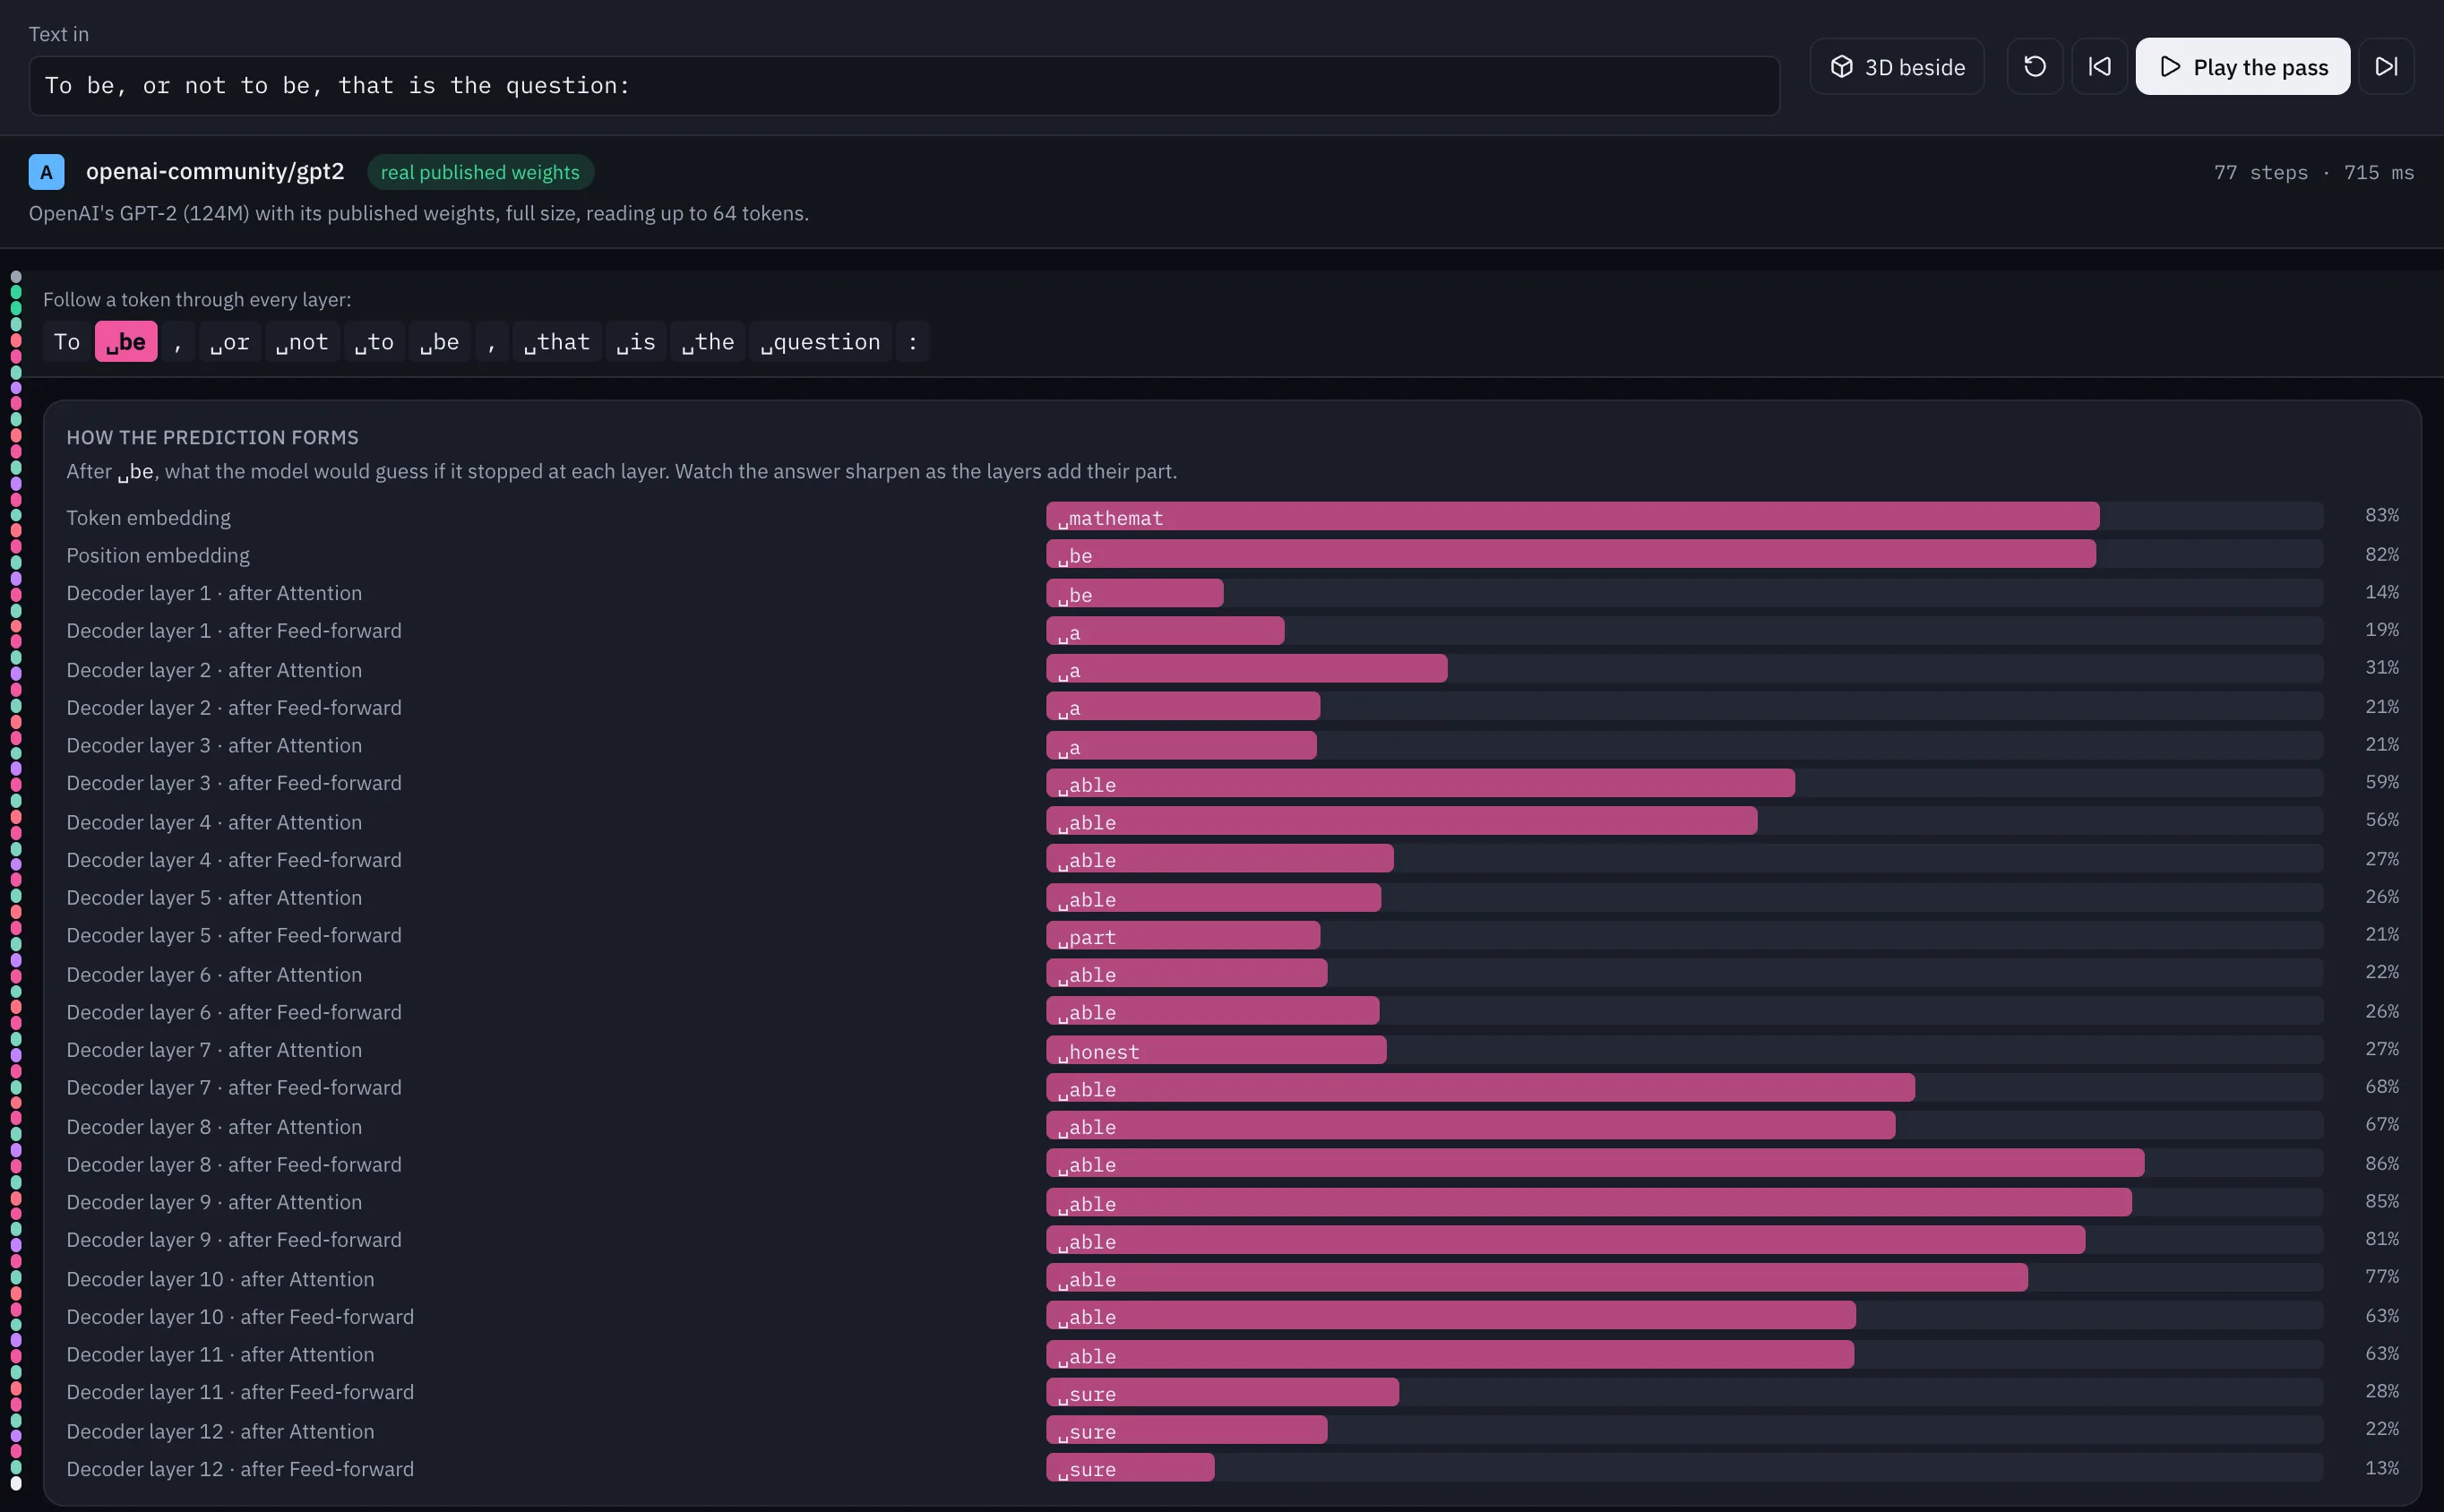 Text in
To be, or not to be, that is the question:
3D beside
Play the pass
A openai-community/gpt2 real published weights
77 steps · 715 ms
OpenAI's GPT-2 (124M) with its published weights, full size, reading up to 64 tokens.
Follow a token through every layer:
To ␣be , ␣or ␣not ␣to ␣be , ␣that ␣is ␣the ␣question :
HOW THE PREDICTION FORMS
After ␣be, what the model would guess if it stopped at each layer. Watch the answer sharpen as the layers add their part.
Token embedding ␣mathemat 83%
Position embedding ␣be 82%
Decoder layer 1 · after Attention ␣be 14%
Decoder layer 1 · after Feed-forward ␣a 19%
Decoder layer 2 · after Attention ␣a 31%
Decoder layer 2 · after Feed-forward ␣a 21%
Decoder layer 3 · after Attention ␣a 21%
Decoder layer 3 · after Feed-forward ␣able 59%
Decoder layer 4 · after Attention ␣able 56%
Decoder layer 4 · after Feed-forward ␣able 27%
Decoder layer 5 · after Attention ␣able 26%
Decoder layer 5 · after Feed-forward ␣part 21%
Decoder layer 6 · after Attention ␣able 22%
Decoder layer 6 · after Feed-forward ␣able 26%
Decoder layer 7 · after Attention ␣honest 27%
Decoder layer 7 · after Feed-forward ␣able 68%
Decoder layer 8 · after Attention ␣able 67%
Decoder layer 8 · after Feed-forward ␣able 86%
Decoder layer 9 · after Attention ␣able 85%
Decoder layer 9 · after Feed-forward ␣able 81%
Decoder layer 10 · after Attention ␣able 77%
Decoder layer 10 · after Feed-forward ␣able 63%
Decoder layer 11 · after Attention ␣able 63%
Decoder layer 11 · after Feed-forward ␣sure 28%
Decoder layer 12 · after Attention ␣sure 22%
Decoder layer 12 · after Feed-forward ␣sure 13%